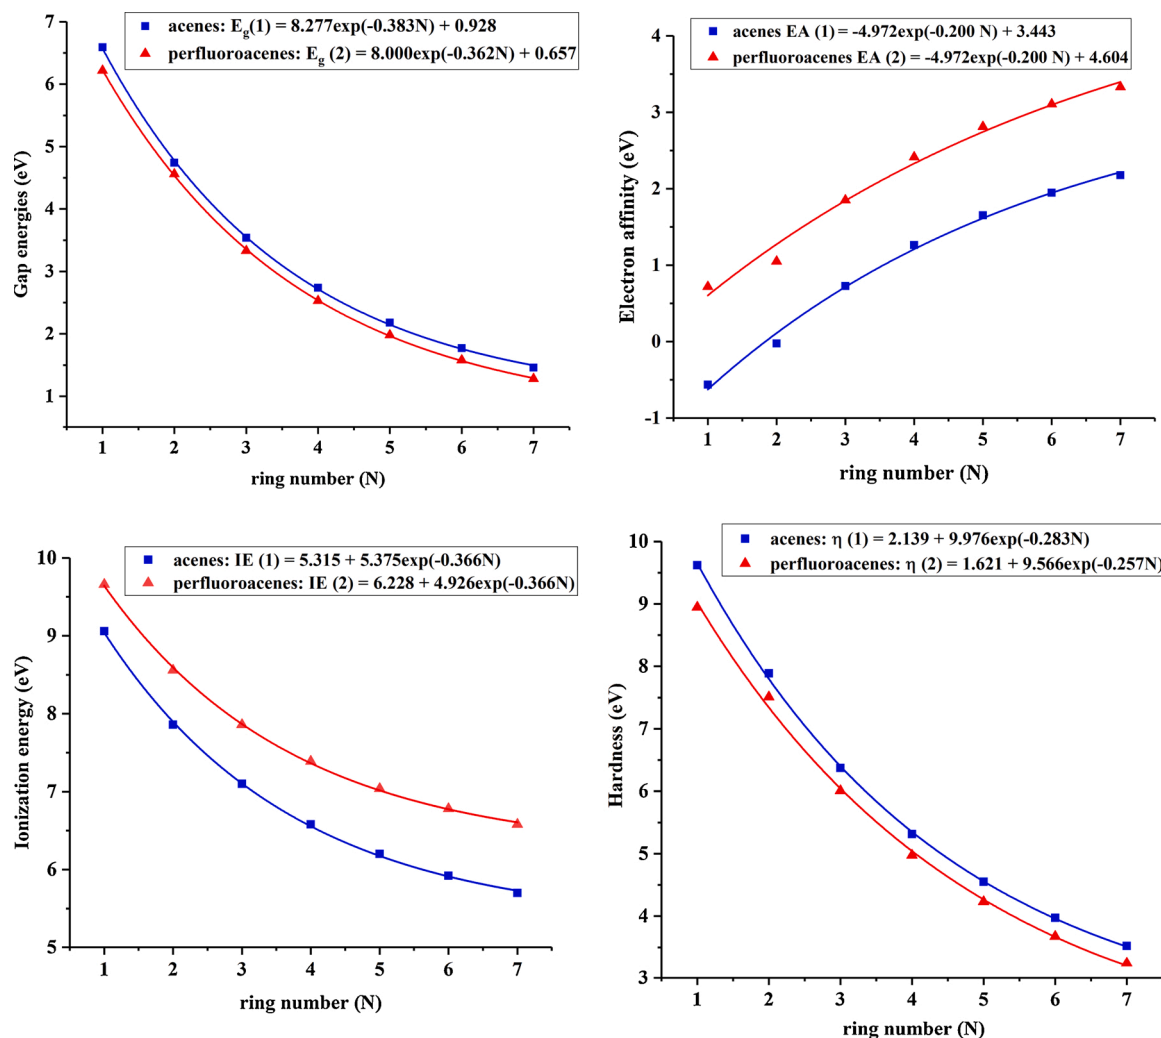 acenes: Eg(1) = 8.277exp(-0.383N) + 0.928
perfluoroacenes: Eg (2) = 8.000exp(-0.362N) + 0.657
7
6
5
4
3
2
1
Gap energies (eV)
1 2 3 4 5 6 7
ring number (N)
acenes EA (1) = -4.972exp(-0.200 N) + 3.443
perfluoroacenes EA (2) = -4.972exp(-0.200 N) + 4.604
4
3
2
1
0
-1
Electron affinity (eV)
1 2 3 4 5 6 7
ring number (N)
acenes: IE (1) = 5.315 + 5.375exp(-0.366N)
perfluoroacenes: IE (2) = 6.228 + 4.926exp(-0.366N)
10
9
8
7
6
5
Ionization energy (eV)
1 2 3 4 5 6 7
ring number (N)
acenes: η (1) = 2.139 + 9.976exp(-0.283N)
perfluoroacenes: η (2) = 1.621 + 9.566exp(-0.257N)
10
9
8
7
6
5
4
3
Hardness (eV)
1 2 3 4 5 6 7
ring number (N)